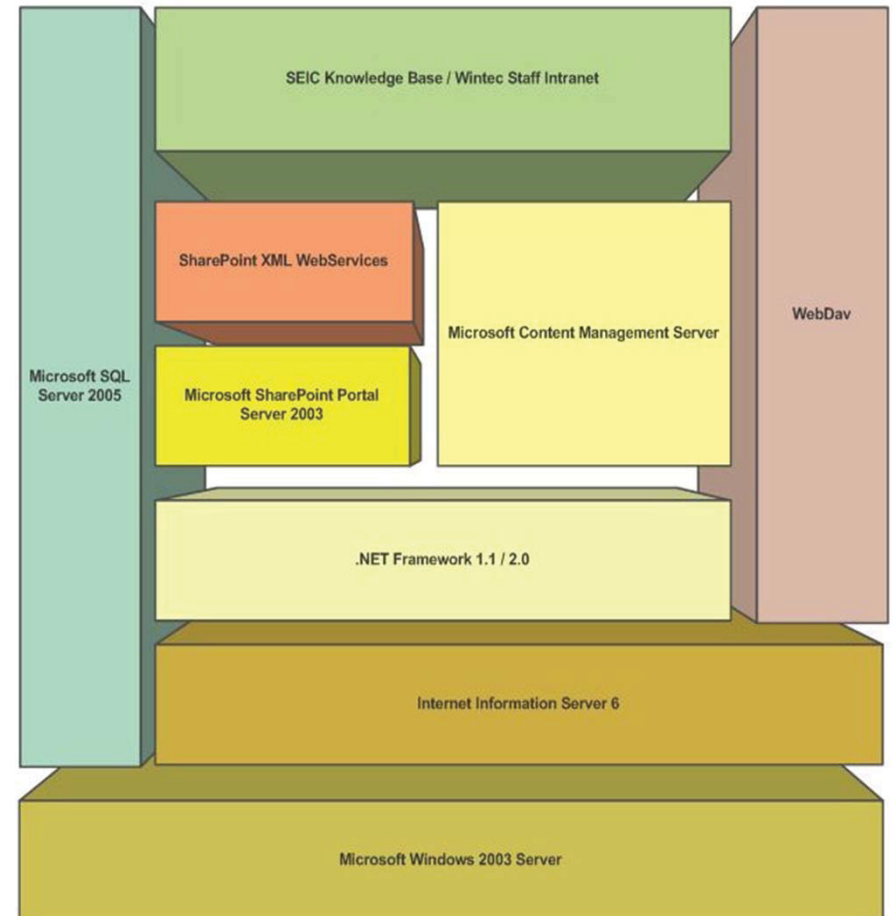 SEIC Knowledge Base / Wintec Staff Intranet
SharePoint XML WebServices
Microsoft Content Management Server
WebDav
Microsoft SQL
Server 2005
Microsoft SharePoint Portal
Server 2003
.NET Framework 1.1 / 2.0
Internet Information Server 6
Microsoft Windows 2003 Server